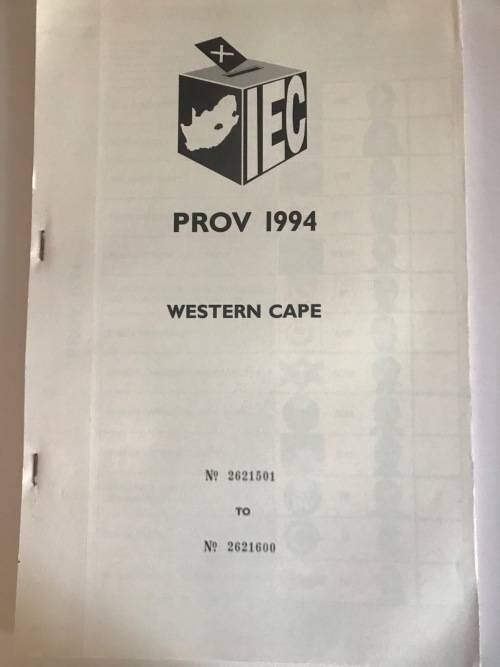 IEC
PROV 1994
WESTERN CAPE
Nº 2621501
TO
Nº 2621600